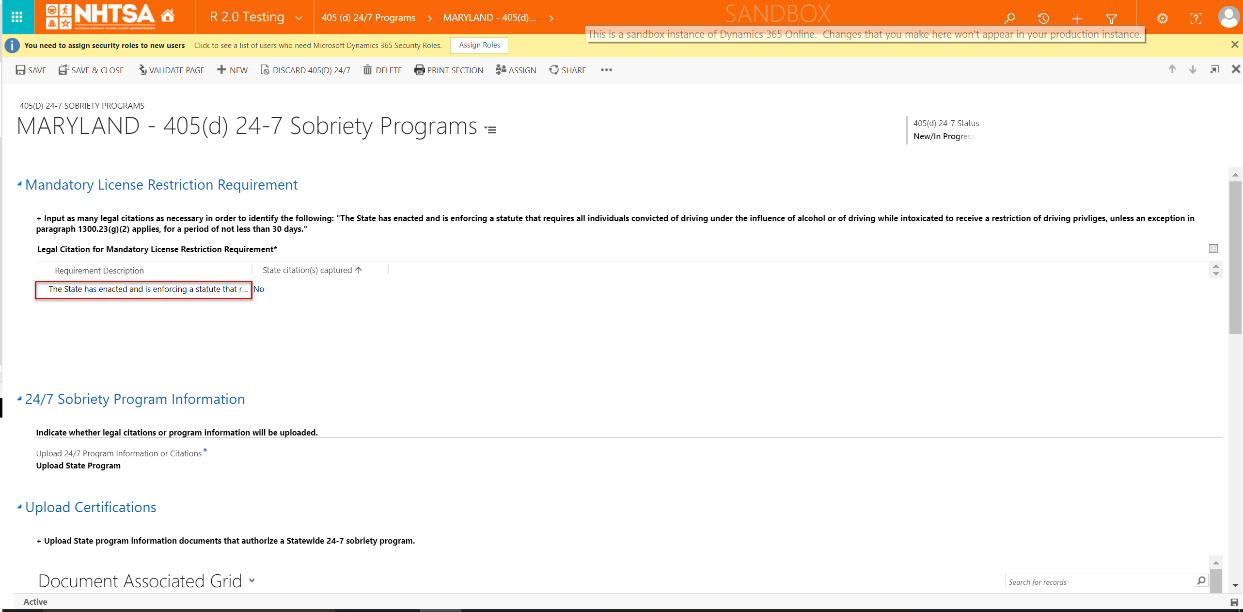 NHTSA
R 2.0 Testing
405 (d) 24/7 Programs
MARYLAND - 405(d)...
SANDBOX
This is a sandbox instance of Dynamics 365 Online. Changes that you make here won't appear in your production instance.
You need to assign security roles to new users
Click to see a list of users who need Microsoft Dynamics 365 Security Roles.
Assign Roles
SAVE
SAVE & CLOSE
VALIDATE PAGE
NEW
DISCARD 405(D) 24/7
DELETE
PRINT SECTION
ASSIGN
SHARE
405(D) 24-7 SOBRIETY PROGRAMS
MARYLAND - 405(d) 24-7 Sobriety Programs
405(d) 24-7 Status
New/In Progress
Mandatory License Restriction Requirement
+ Input as many legal citations as necessary in order to identify the following: "The State has enacted and is enforcing a statute that requires all individuals convicted of driving under the influence of alcohol or of driving while intoxicated to receive a restriction of driving privliges, unless an exception in
paragraph 1300.23(g)(2) applies, for a period of not less than 30 days."
Legal Citation for Mandatory License Restriction Requirement*
Requirement Description
State citation(s) captured
The State has enacted and is enforcing a statute that r...
No
24/7 Sobriety Program Information
Indicate whether legal citations or program information will be uploaded.
Upload 24/7 Program Information or Citations *
Upload State Program
Upload Certifications
+ Upload State program information documents that authorize a Statewide 24-7 sobriety program.
Document Associated Grid
Search for records
Active